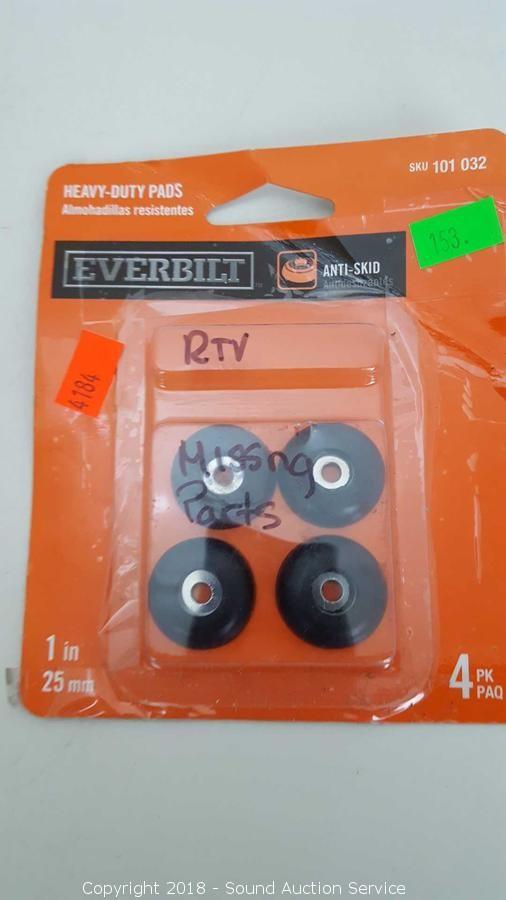 SKU 101 032
HEAVY-DUTY PADS
Almohadillas resistentes
153.
EVERBILT
ANTI-SKID
Antideslizantes
RTV
4184
Missing
Parts
1 in
25 mm
4 PK
PAQ
Copyright 2018 - Sound Auction Service